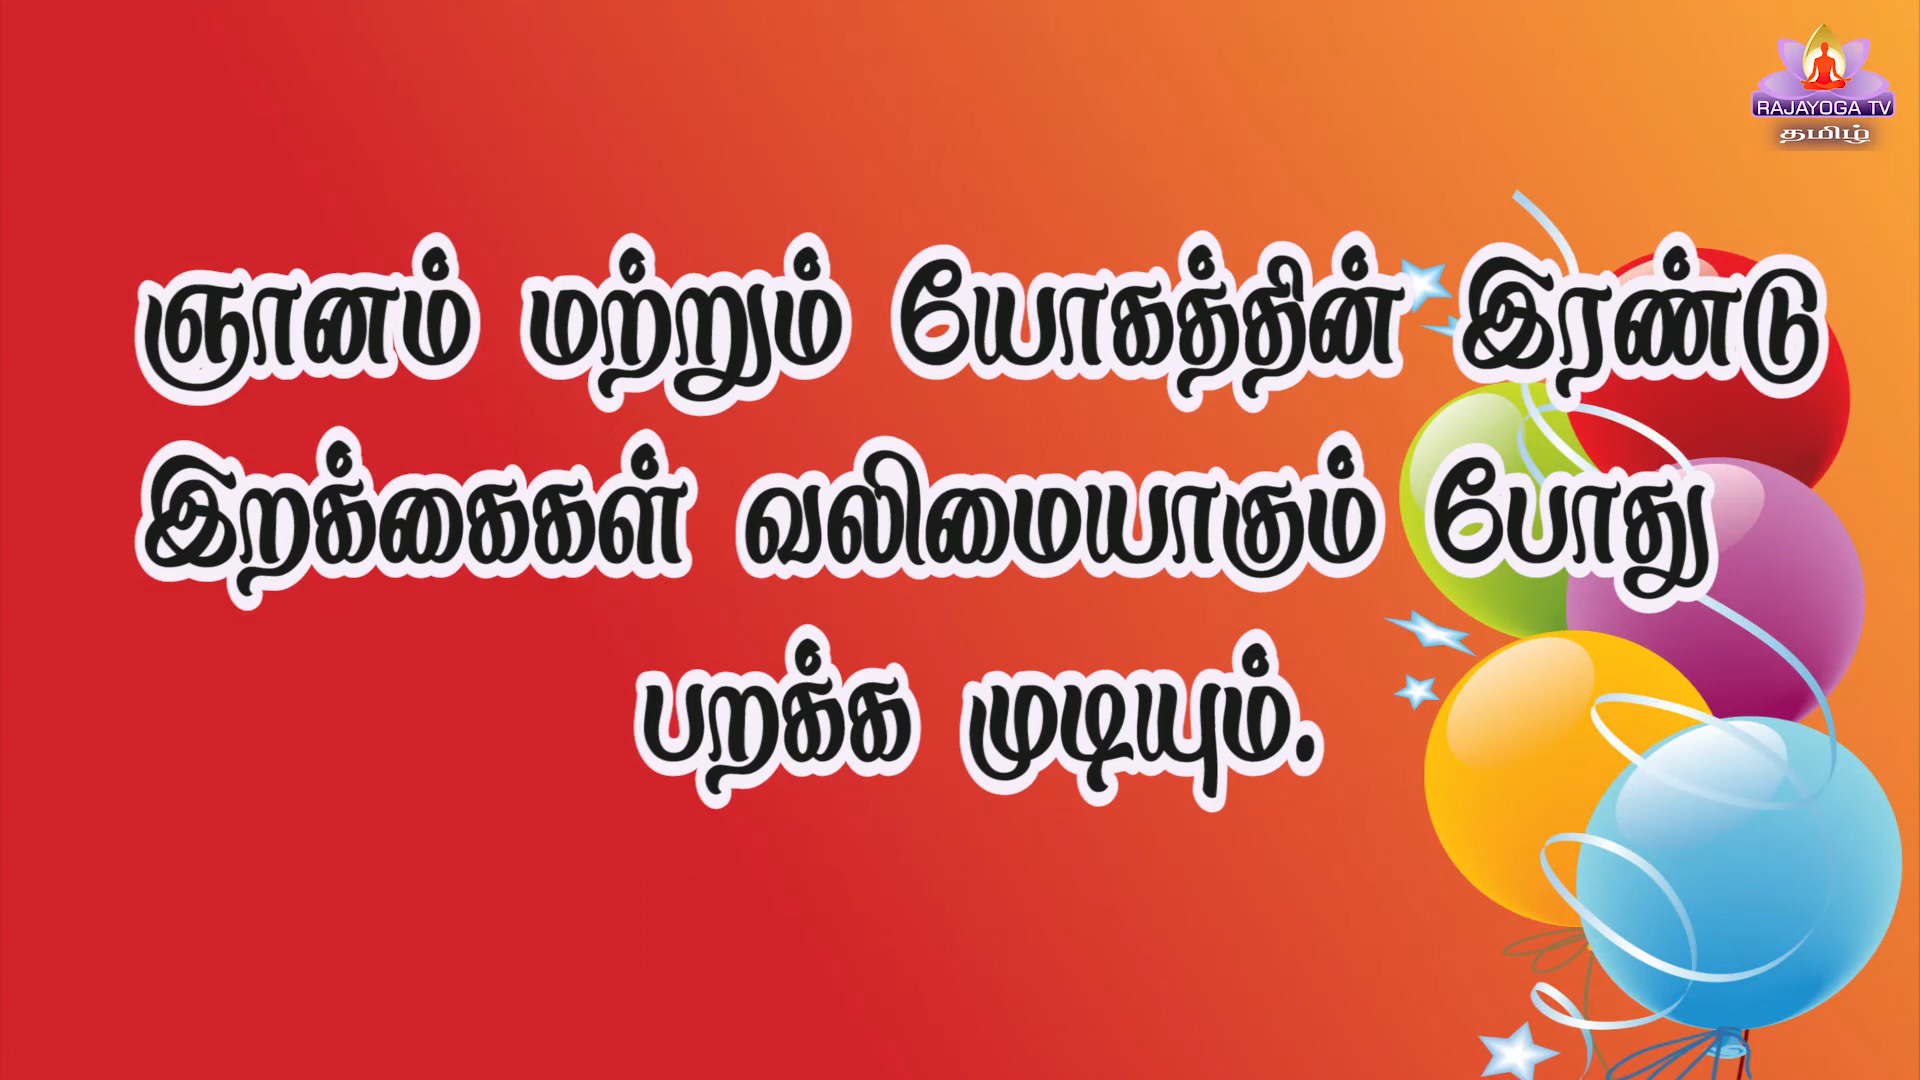 RAJAYOGA TV
தமிழ்
ஞானம் மற்றும் யோகத்தின் இரண்டு
இறக்கைகள் வலிமையாகும் போது
பறக்க முடியும்.